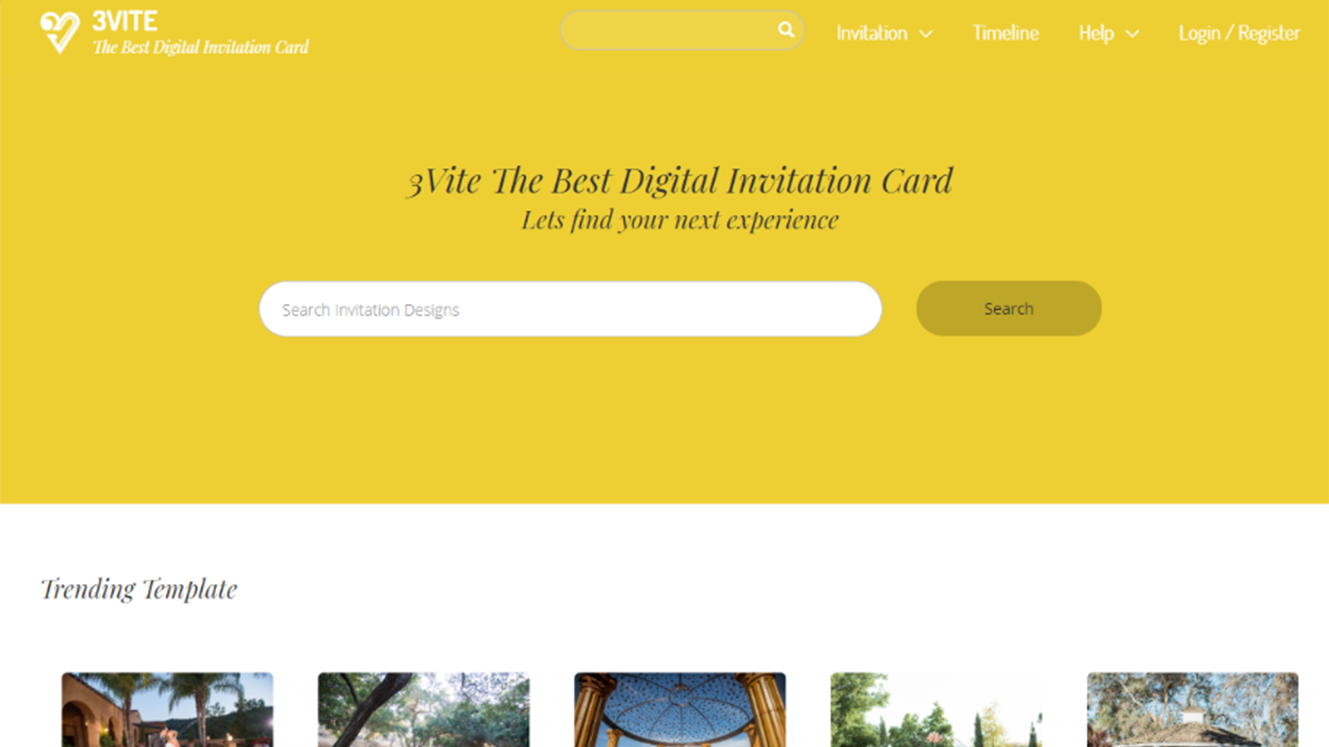 3VITE
The Best Digital Invitation Card
Invitation
Timeline
Help
Login / Register
3Vite The Best Digital Invitation Card
Lets find your next experience
Search Invitation Designs
Search
Trending Template